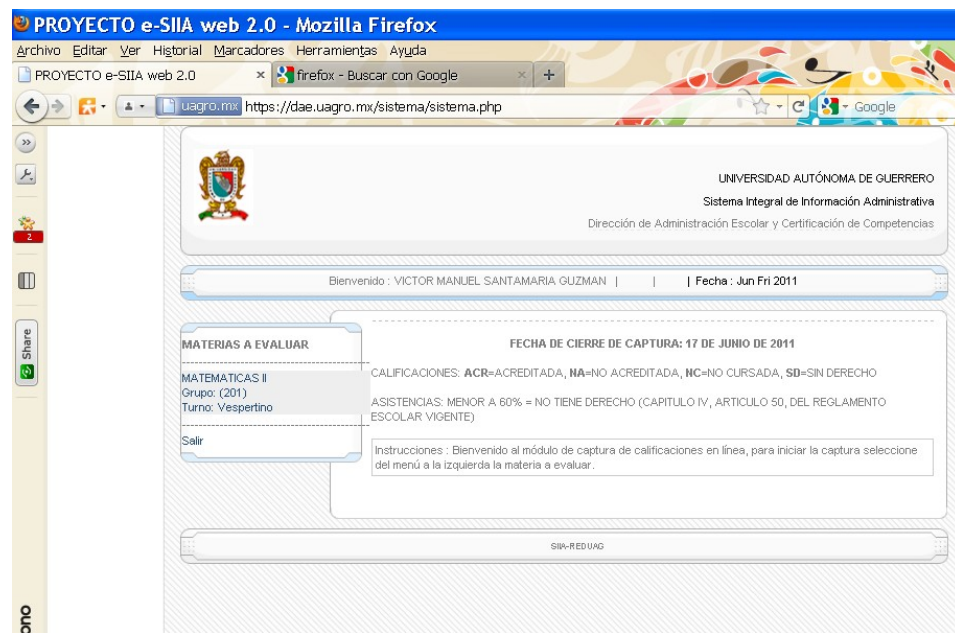 PROYECTO e-SIIA web 2.0 - Mozilla Firefox
Archivo Editar Ver Historial Marcadores Herramientas Ayuda
PROYECTO e-SIIA web 2.0
firefox - Buscar con Google
uagro.mx https://dae.uagro.mx/sistema/sistema.php
Google
UNIVERSIDAD AUTÓNOMA DE GUERRERO
Sistema Integral de Información Administrativa
Dirección de Administración Escolar y Certificación de Competencias
2
Bienvenido : VICTOR MANUEL SANTAMARIA GUZMAN | | | Fecha : Jun Fri 2011
Share
MATERIAS A EVALUAR
MATEMATICAS II
Grupo: (201)
Turno: Vespertino
Salir
FECHA DE CIERRE DE CAPTURA: 17 DE JUNIO DE 2011
CALIFICACIONES: ACR=ACREDITADA, NA=NO ACREDITADA, NC=NO CURSADA, SD=SIN DERECHO
ASISTENCIAS: MENOR A 60% = NO TIENE DERECHO (CAPITULO IV, ARTICULO 50, DEL REGLAMENTO
ESCOLAR VIGENTE)
Instrucciones : Bienvenido al módulo de captura de calificaciones en línea, para iniciar la captura seleccione
del menú a la izquierda la materia a evaluar.
SIIA-REDUAG